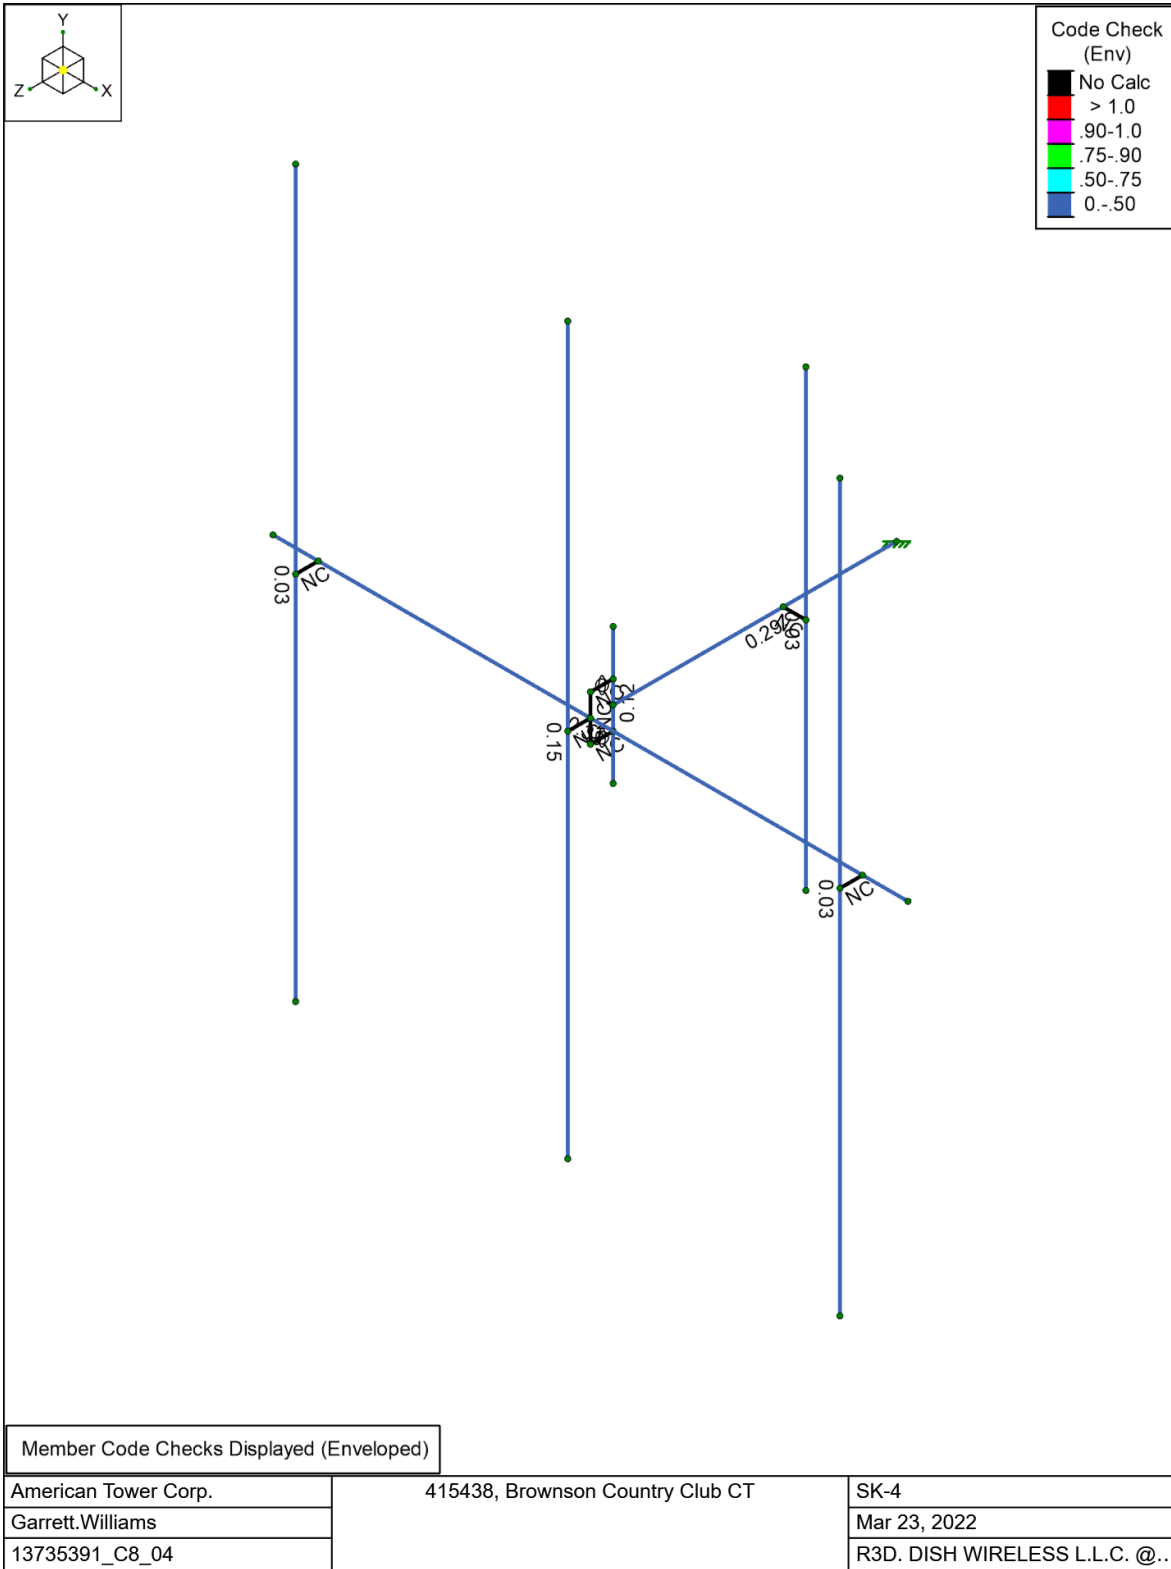 Y
Z
X
Code Check
(Env)
No Calc
> 1.0
.90-1.0
.75-.90
.50-.75
0.-.50
0.03
NC
0.29
0.15
0.03
NC
Member Code Checks Displayed (Enveloped)
American Tower Corp.
415438, Brownson Country Club CT
SK-4
Garrett.Williams
Mar 23, 2022
13735391_C8_04
R3D. DISH WIRELESS L.L.C. @...